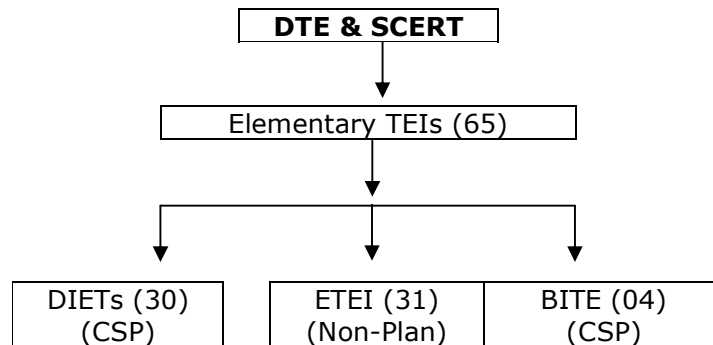 DTE & SCERT
Elementary TEIs (65)
DIETs (30)
(CSP)
ETEI (31)
(Non-Plan)
BITE (04)
(CSP)